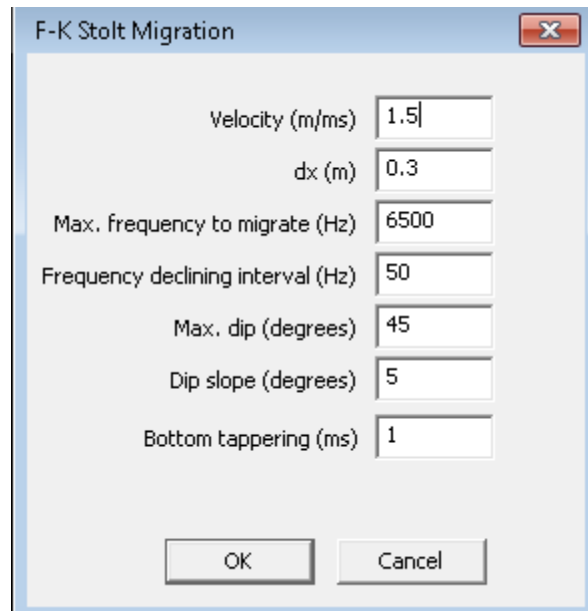 F-K Stolt Migration
Velocity (m/ms) 1.5
dx (m) 0.3
Max. frequency to migrate (Hz) 6500
Frequency declining interval (Hz) 50
Max. dip (degrees) 45
Dip slope (degrees) 5
Bottom tappering (ms) 1
OK Cancel